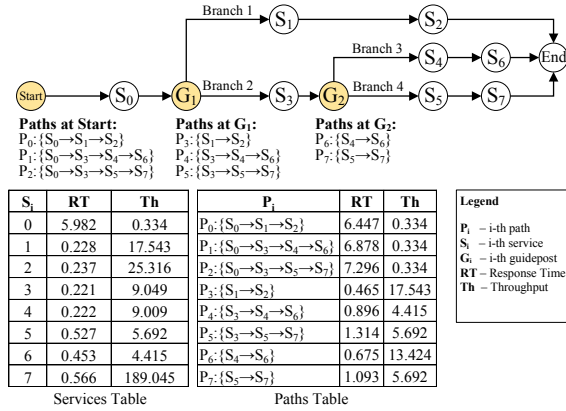 Branch 1
S1
S2
Branch 3
S4
S6
End
Start
S0
G1
Branch 2
S3
G2
Branch 4
S5
S7
Paths at Start:
P0:{S0→S1→S2}
P1:{S0→S3→S4→S6}
P2:{S0→S3→S5→S7}
Paths at G1:
P3:{S1→S2}
P4:{S3→S4→S6}
P5:{S3→S5→S7}
Paths at G2:
P6:{S4→S6}
P7:{S5→S7}
Si RT Th
0 5.982 0.334
1 0.228 17.543
2 0.237 25.316
3 0.221 9.049
4 0.222 9.009
5 0.527 5.692
6 0.453 4.415
7 0.566 189.045
Services Table
Pi RT Th
P0:{S0→S1→S2} 6.447 0.334
P1:{S0→S3→S4→S6} 6.878 0.334
P2:{S0→S3→S5→S7} 7.296 0.334
P3:{S1→S2} 0.465 17.543
P4:{S3→S4→S6} 0.896 4.415
P5:{S3→S5→S7} 1.314 5.692
P6:{S4→S6} 0.675 13.424
P7:{S5→S7} 1.093 5.692
Paths Table
Legend
Pi – i-th path
Si – i-th service
Gi – i-th guidepost
RT – Response Time
Th – Throughput